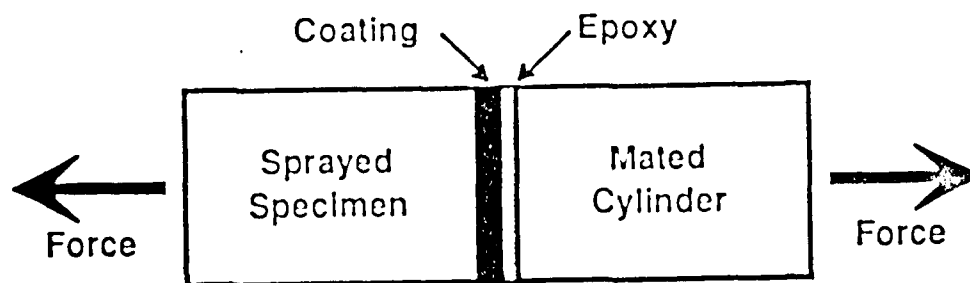 Coating
Epoxy
Sprayed
Specimen
Mated
Cylinder
Force
Force